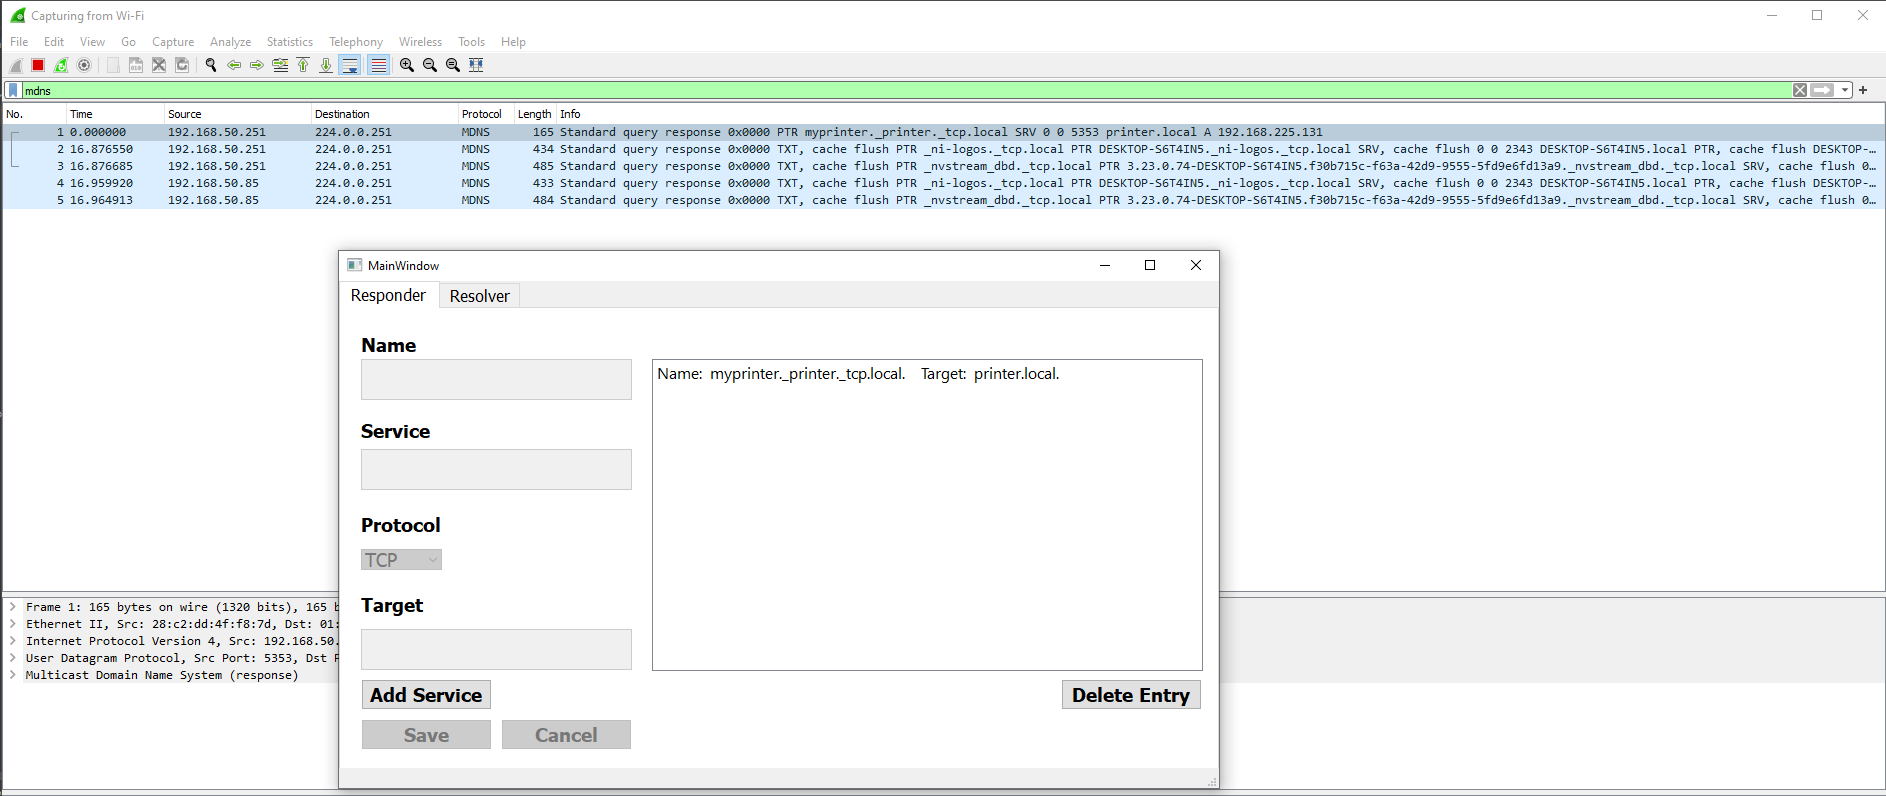 Capturing from Wi-Fi
File Edit View Go Capture Analyze Statistics Telephony Wireless Tools Help
mdns
No. Time Source Destination Protocol Length Info
1 0.000000 192.168.50.251 224.0.0.251 MDNS 165 Standard query response 0x0000 PTR myprinter._printer._tcp.local SRV 0 0 5353 printer.local A 192.168.225.131
2 16.876550 192.168.50.251 224.0.0.251 MDNS 434 Standard query response 0x0000 TXT, cache flush PTR _ni-logos._tcp.local PTR DESKTOP-S6T4IN5._ni-logos._tcp.local SRV, cache flush 0 0 2343 DESKTOP-S6T4IN5.local PTR, cache flush DESKTOP-…
3 16.876685 192.168.50.251 224.0.0.251 MDNS 485 Standard query response 0x0000 TXT, cache flush PTR _nvstream_dbd._tcp.local PTR 3.23.0.74-DESKTOP-S6T4IN5.f30b715c-f63a-42d9-9555-5fd9e6fd13a9._nvstream_dbd._tcp.local SRV, cache flush 0…
4 16.959920 192.168.50.85 224.0.0.251 MDNS 433 Standard query response 0x0000 TXT, cache flush PTR _ni-logos._tcp.local PTR DESKTOP-S6T4IN5._ni-logos._tcp.local SRV, cache flush 0 0 2343 DESKTOP-S6T4IN5.local PTR, cache flush DESKTOP-…
5 16.964913 192.168.50.85 224.0.0.251 MDNS 484 Standard query response 0x0000 TXT, cache flush PTR _nvstream_dbd._tcp.local PTR 3.23.0.74-DESKTOP-S6T4IN5.f30b715c-f63a-42d9-9555-5fd9e6fd13a9._nvstream_dbd._tcp.local SRV, cache flush 0…
MainWindow
Responder Resolver
Name
Name: myprinter._printer._tcp.local. Target: printer.local.
Service
Protocol
TCP
Target
Add Service
Delete Entry
Save Cancel
Frame 1: 165 bytes on wire (1320 bits), 165 b
Ethernet II, Src: 28:c2:dd:4f:f8:7d, Dst: 01:
Internet Protocol Version 4, Src: 192.168.50.
User Datagram Protocol, Src Port: 5353, Dst P
Multicast Domain Name System (response)